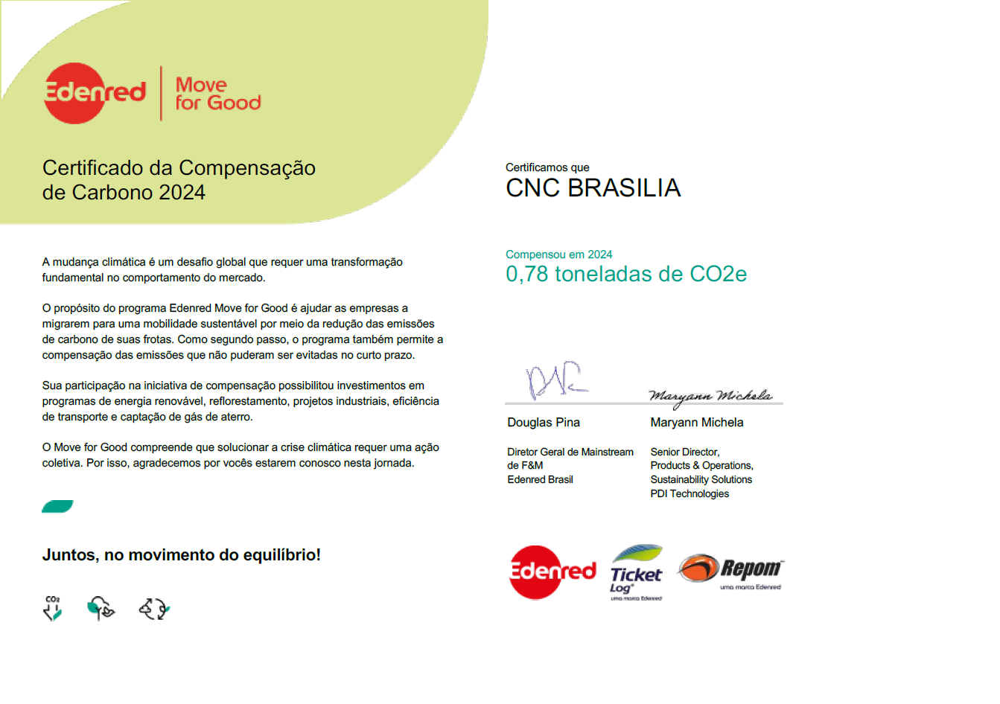 Edenred
Move
for Good
Certificado da Compensação
de Carbono 2024
A mudança climática é um desafio global que requer uma transformação
fundamental no comportamento do mercado.
O propósito do programa Edenred Move for Good é ajudar as empresas a
migrarem para uma mobilidade sustentável por meio da redução das emissões
de carbono de suas frotas. Como segundo passo, o programa também permite a
compensação das emissões que não puderam ser evitadas no curto prazo.
Sua participação na iniciativa de compensação possibilitou investimentos em
programas de energia renovável, reflorestamento, projetos industriais, eficiência
de transporte e captação de gás de aterro.
O Move for Good compreende que solucionar a crise climática requer uma ação
coletiva. Por isso, agradecemos por vocês estarem conosco nesta jornada.
Juntos, no movimento do equilíbrio!
CO2
Certificamos que
CNC BRASILIA
Compensou em 2024
0,78 toneladas de CO2e
Maryann Michela
Douglas Pina
Diretor Geral de Mainstream
de F&M
Edenred Brasil
Maryann Michela
Senior Director,
Products & Operations,
Sustainability Solutions
PDI Technologies
Edenred
Ticket
Log®
uma marca Edenred
Repom
uma marca Edenred